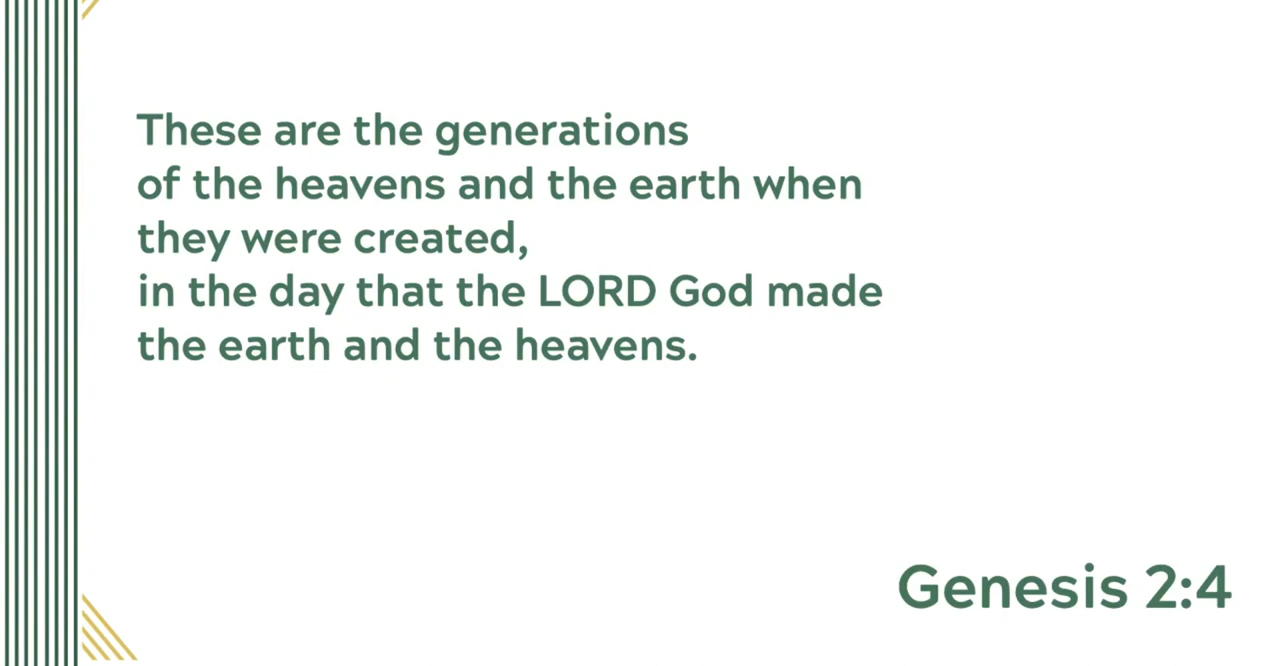 These are the generations
of the heavens and the earth when
they were created,
in the day that the LORD God made
the earth and the heavens.
Genesis 2:4